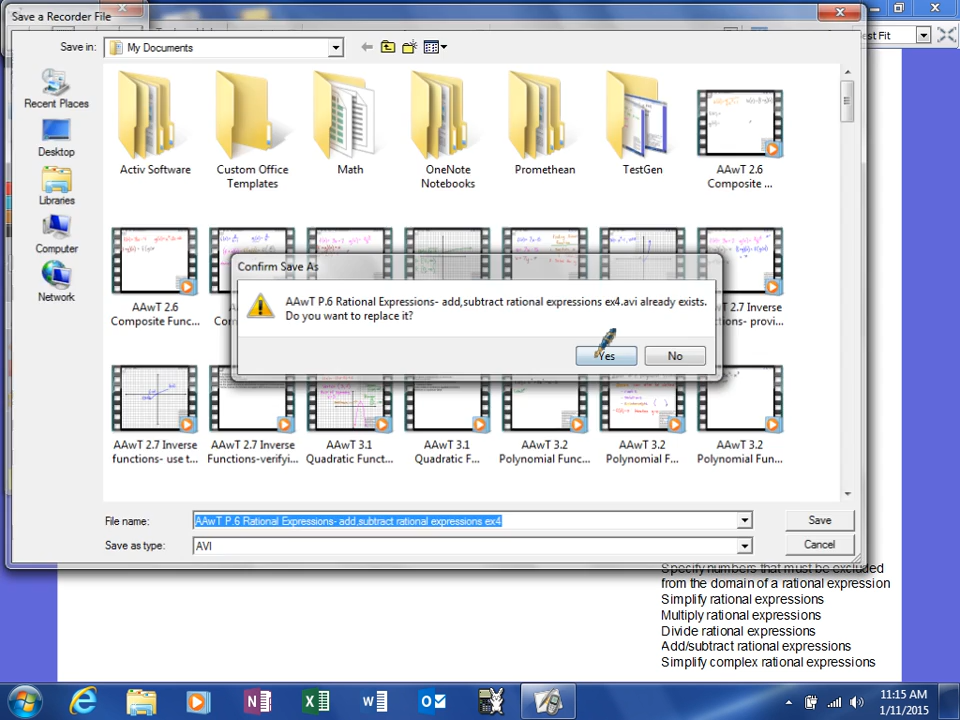 Save a Recorder File
Save in:
My Documents
est Fit
Recent Places
Desktop
Libraries
Computer
Network
Activ Software
Custom Office
Templates
Math
OneNote
Notebooks
Promethean
TestGen
AAwT 2.6
Composite ...
AAwT 2.6
Composite Func...
2.7 Inverse
ns- provi...
Confirm Save As
AAwT P.6 Rational Expressions- add,subtract rational expressions ex4.avi already exists.
Do you want to replace it?
Yes
No
AAwT 2.7 Inverse
functions- use t...
AAwT 2.7 Inverse
Functions-verifyi...
AAwT 3.1
Quadratic Funct...
AAwT 3.1
Quadratic F...
AAwT 3.2
Polynomial Func...
AAwT 3.2
Polynomial F...
AAwT 3.2
Polynomial Fun...
File name:
AAwT P.6 Rational Expressions- add,subtract rational expressions ex4
Save
Save as type:
AVI
Cancel
Specify numbers that must be excluded
from the domain of a rational expression
Simplify rational expressions
Multiply rational expressions
Divide rational expressions
Add/subtract rational expressions
Simplify complex rational expressions
11:15 AM
1/11/2015